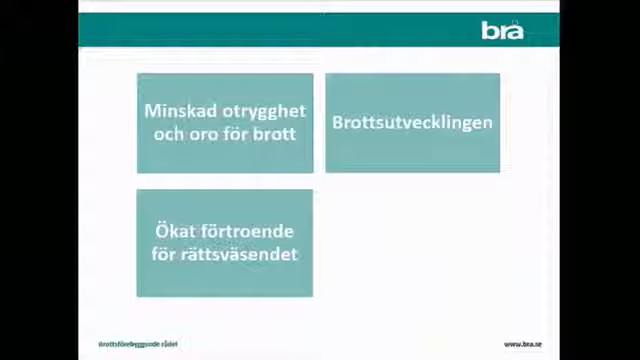 brå
Minskad otrygghet
och oro för brott
Brottsutvecklingen
Ökat förtroende
för rättsväsendet
Brottsförebyggande rådet
www.bra.se